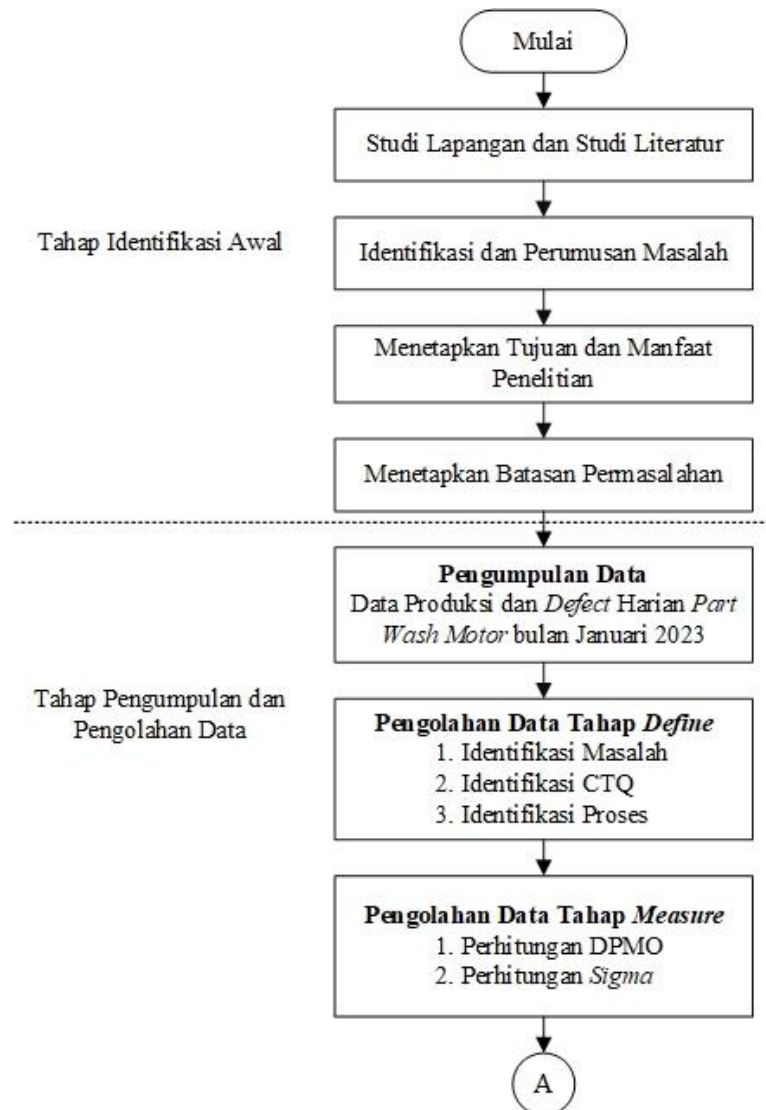 Mulai
Studi Lapangan dan Studi Literatur
Tahap Identifikasi Awal
Identifikasi dan Perumusan Masalah
Menetapkan Tujuan dan Manfaat
Penelitian
Menetapkan Batasan Permasalahan
Pengumpulan Data
Data Produksi dan Defect Harian Part
Wash Motor bulan Januari 2023
Tahap Pengumpulan dan
Pengolahan Data
Pengolahan Data Tahap Define
1. Identifikasi Masalah
2. Identifikasi CTQ
3. Identifikasi Proses
Pengolahan Data Tahap Measure
1. Perhitungan DPMO
2. Perhitungan Sigma
A